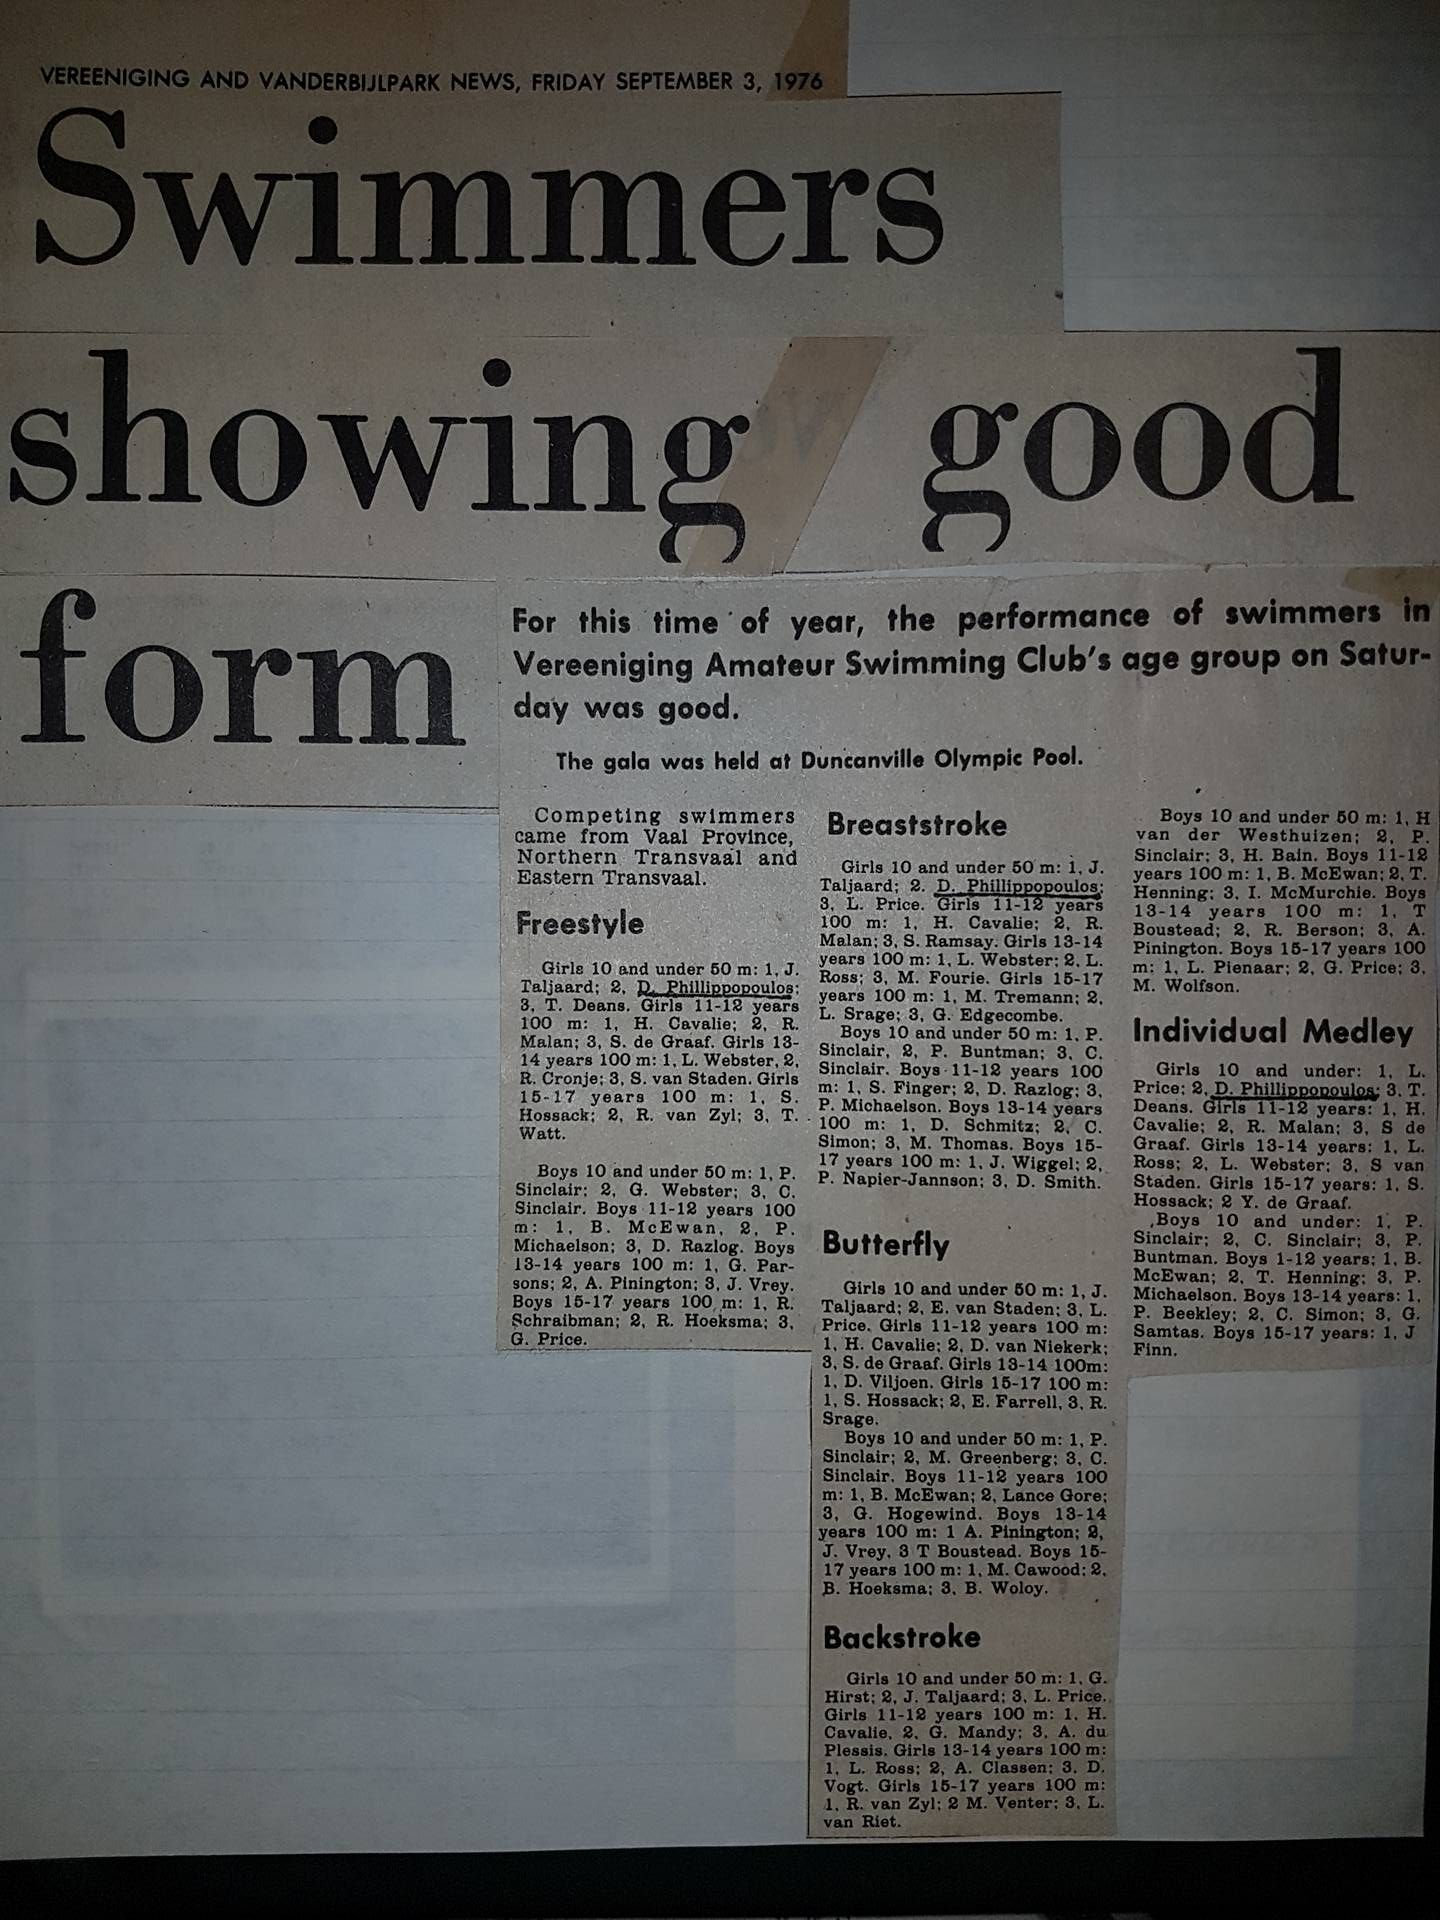 VEREENIGING AND VANDERBIJLPARK NEWS, FRIDAY SEPTEMBER 3, 1976
Swimmers
showing good
form
For this time of year, the performance of swimmers in
Vereeniging Amateur Swimming Club's age group on Satur-
day was good.
The gala was held at Duncanville Olympic Pool.
Competing swimmers
came from Vaal Province,
Northern Transvaal and
Eastern Transvaal.
Freestyle
Girls 10 and under 50 m: 1, J.
Taljaard; 2, D. Phillippopoulos;
3, T. Deans. Girls 11-12 years
100 m: 1, H. Cavalie; 2, R.
Malan; 3, S. de Graaf. Girls 13-
14 years 100 m: 1, L. Webster, 2,
R. Cronje; 3, S. van Staden. Girls
15-17 years 100 m: 1, S.
Hossack; 2, R. van Zyl; 3, T.
Watt.
Boys 10 and under 50 m: 1, P.
Sinclair; 2, G. Webster; 3, C.
Sinclair. Boys 11-12 years 100
m: 1, B. McEwan, 2, P.
Michaelson; 3, D. Razlog. Boys
13-14 years 100 m: 1, G. Par-
sons; 2, A. Pinington; 3, J. Vrey.
Boys 15-17 years 100 m: 1, R.
Schraibman; 2, R. Hoeksma; 3,
G. Price.
Breaststroke
Girls 10 and under 50 m: 1, J.
Taljaard; 2. D. Phillippopoulos;
3, L. Price. Girls 11-12 years
100 m: 1, H. Cavalie; 2, R.
Malan; 3, S. Ramsay. Girls 13-14
years 100 m: 1, L. Webster; 2, L.
Ross; 3, M. Fourie. Girls 15-17
years 100 m: 1, M. Tremann; 2,
L. Srage; 3, G. Edgecombe.
Boys 10 and under 50 m: 1, P.
Sinclair, 2, P. Buntman; 3, C.
Sinclair. Boys 11-12 years 100
m: 1, S. Finger; 2, D. Razlog; 3,
P. Michaelson. Boys 13-14 years
100 m: 1, D. Schmitz; 2, C.
Simon; 3, M. Thomas. Boys 15-
17 years 100 m: 1, J. Wiggel; 2,
P. Napier-Jannson; 3, D. Smith.
Butterfly
Girls 10 and under 50 m: 1, J.
Taljaard; 2, E. van Staden; 3, L.
Price. Girls 11-12 years 100 m:
1, H. Cavalie; 2, D. van Niekerk;
3, S. de Graaf. Girls 13-14 100m:
1, D. Viljoen. Girls 15-17 100 m:
1, S. Hossack; 2, E. Farrell, 3, R.
Srage.
Boys 10 and under 50 m: 1, P.
Sinclair; 2, M. Greenberg; 3, C.
Sinclair. Boys 11-12 years 100
m: 1, B. McEwan; 2, Lance Gore;
3, G. Hogewind. Boys 13-14
years 100 m: 1 A. Pinington; 2,
J. Vrey, 3 T Boustead. Boys 15-
17 years 100 m: 1, M. Cawood; 2,
B. Hoeksma; 3, B. Woloy.
Backstroke
Girls 10 and under 50 m: 1, G.
Hirst; 2, J. Taljaard; 3, L. Price.
Girls 11-12 years 100 m: 1, H.
Cavalie, 2, G. Mandy; 3, A. du
Plessis. Girls 13-14 years 100 m:
1, L. Ross; 2, A. Classen; 3, D.
Vogt. Girls 15-17 years 100 m:
1, R. van Zyl; 2 M. Venter; 3, L.
van Riet.
Boys 10 and under 50 m: 1, H
van der Westhuizen; 2, P.
Sinclair; 3, H. Bain. Boys 11-12
years 100 m: 1, B. McEwan; 2, T.
Henning; 3, I. McMurchie. Boys
13-14 years 100 m: 1, T
Boustead; 2, R. Berson; 3, A.
Pinington. Boys 15-17 years 100
m: 1, L. Pienaar; 2, G. Price; 3,
M. Wolfson.
Individual Medley
Girls 10 and under: 1, L.
Price; 2, D. Phillippopoulos; 3, T.
Deans. Girls 11-12 years: 1, H.
Cavalie; 2, R. Malan; 3, S de
Graaf. Girls 13-14 years: 1, L.
Ross; 2, L. Webster; 3, S van
Staden. Girls 15-17 years: 1, S.
Hossack; 2 Y. de Graaf.
Boys 10 and under: 1, P.
Sinclair; 2, C. Sinclair; 3, P.
Buntman. Boys 1-12 years; 1, B.
McEwan; 2, T. Henning; 3, P.
Michaelson. Boys 13-14 years: 1,
P. Beekley; 2, C. Simon; 3, G.
Samtas. Boys 15-17 years: 1, J
Finn.